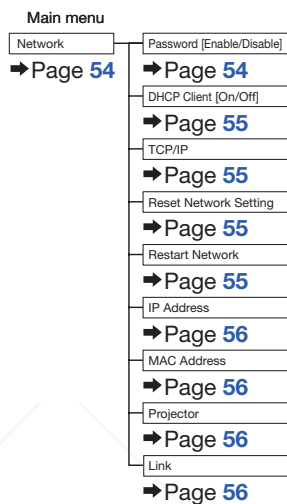 Main menu
Network
➡Page 54
Password [Enable/Disable]
➡Page 54
DHCP Client [On/Off]
➡Page 55
TCP/IP
➡Page 55
Reset Network Setting
➡Page 55
Restart Network
➡Page 55
IP Address
➡Page 56
MAC Address
➡Page 56
Projector
➡Page 56
Link
➡Page 56